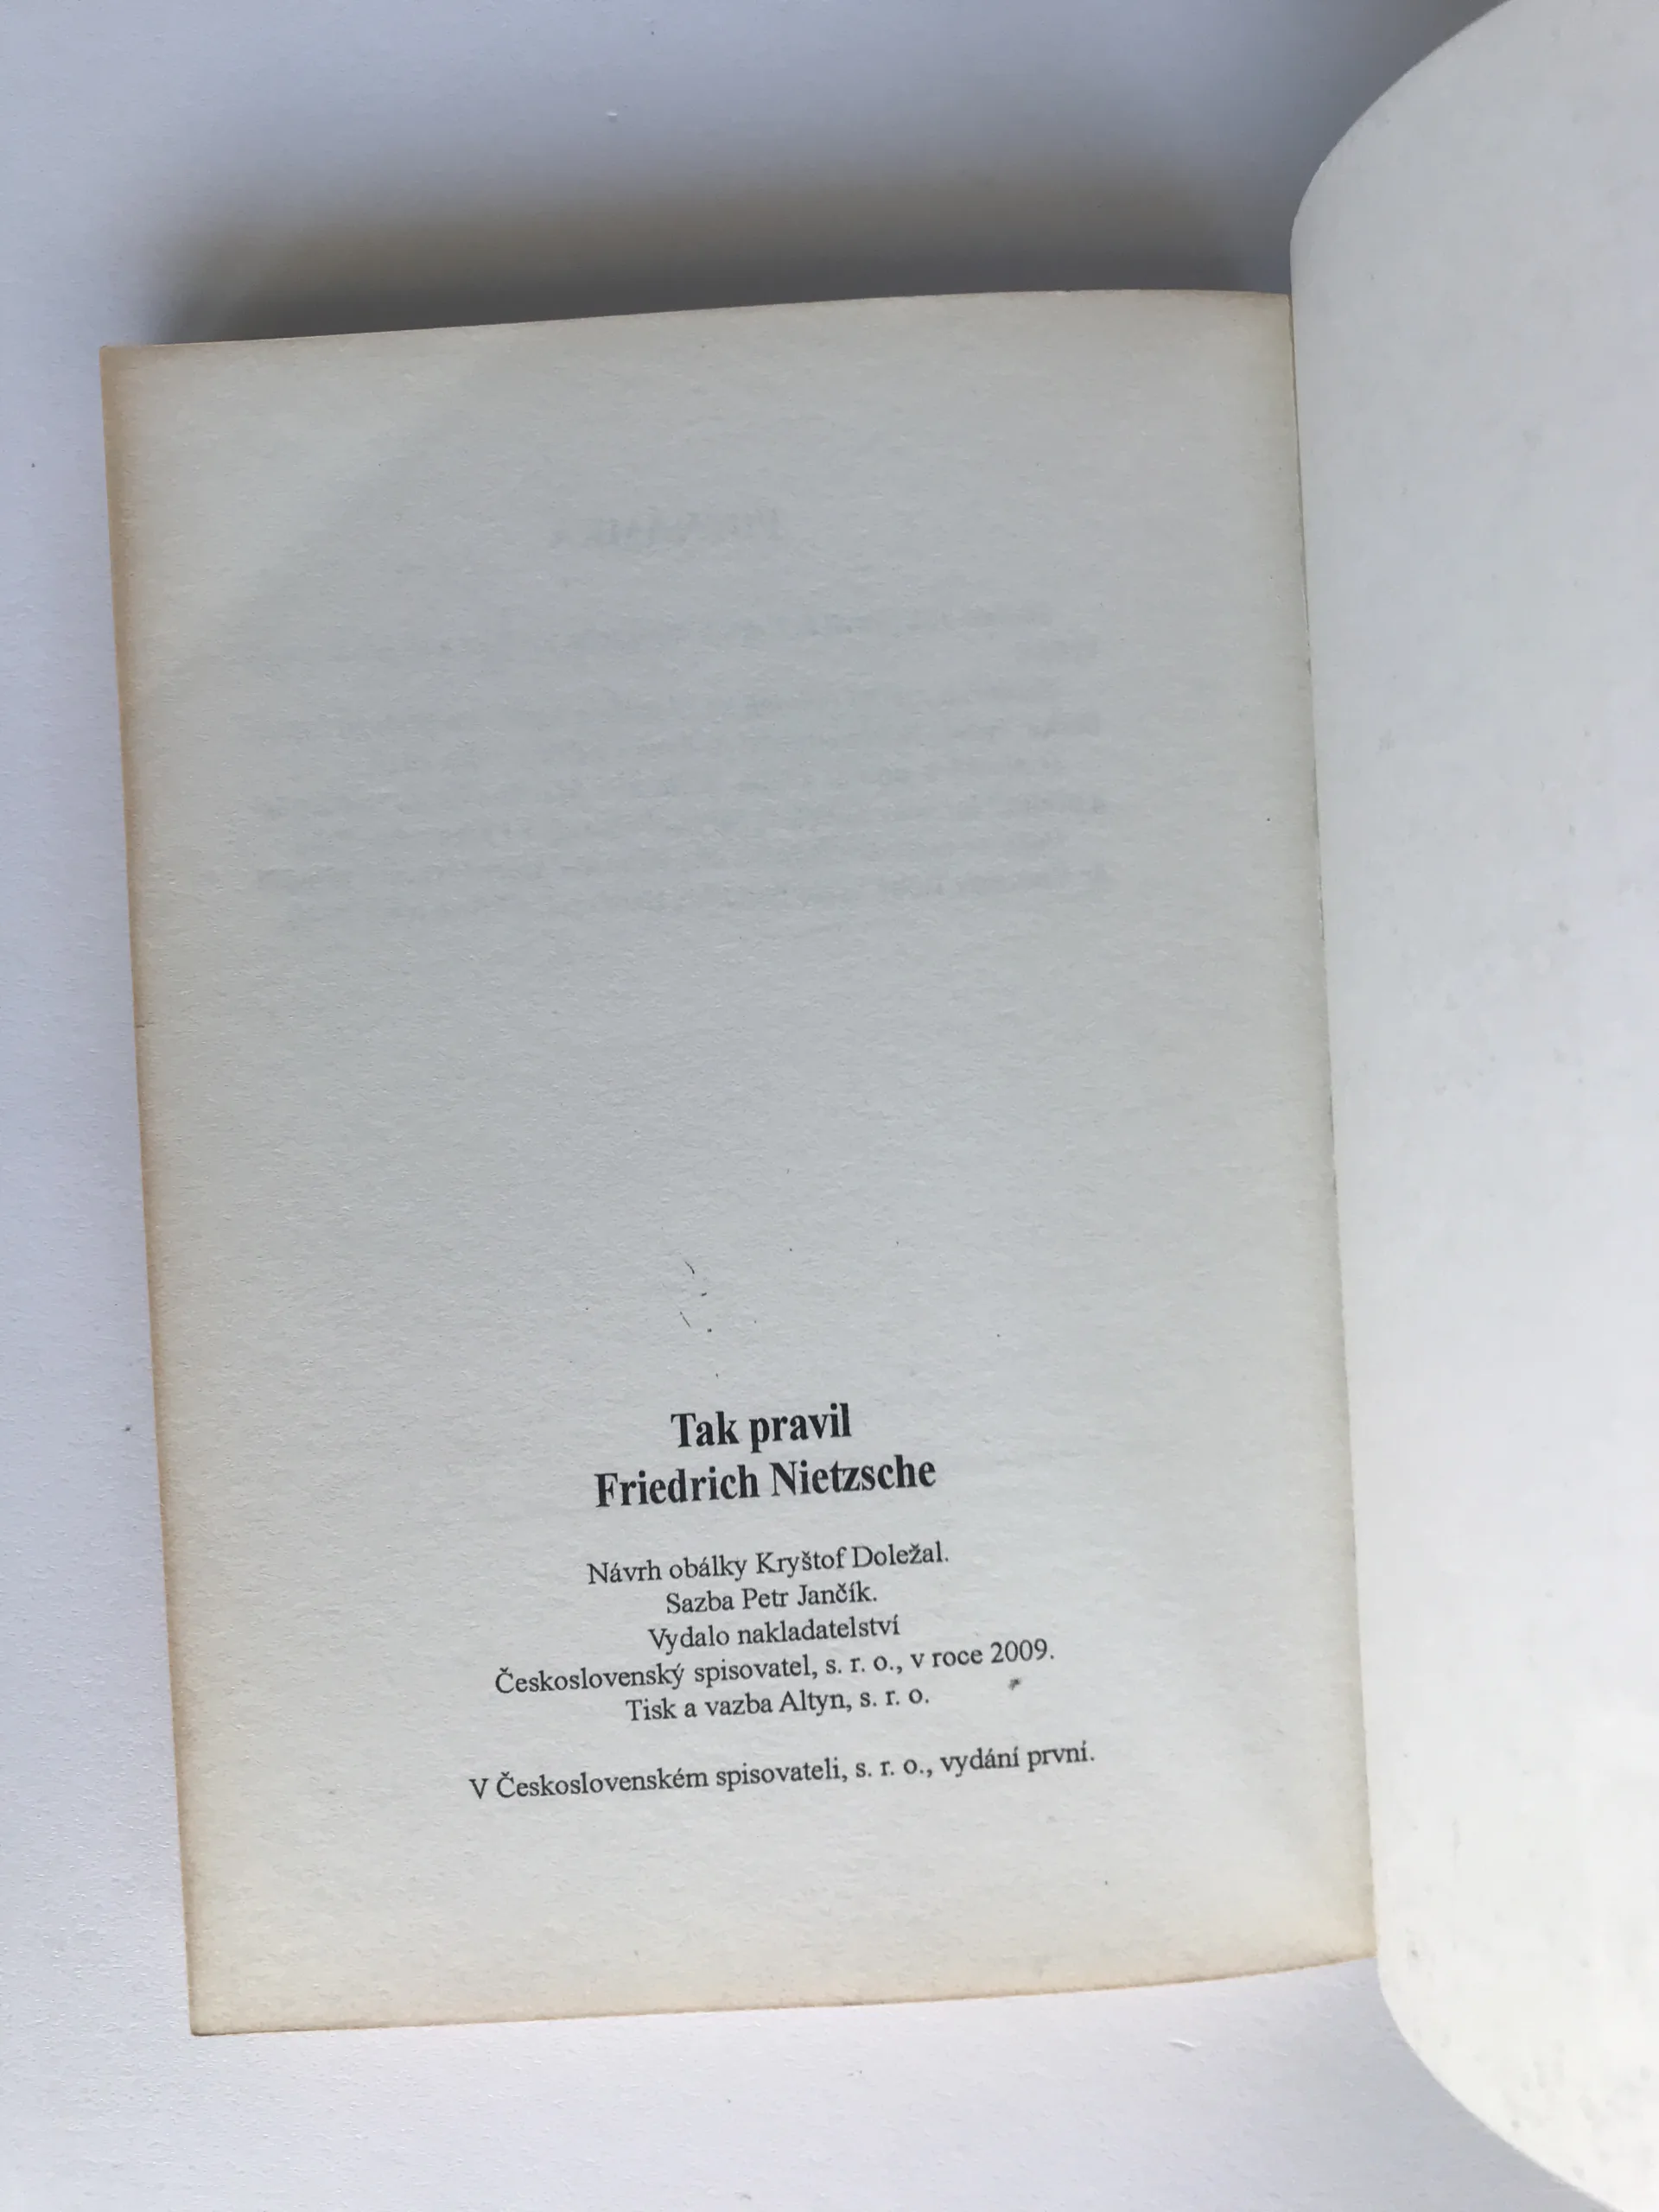 Tak pravil
Friedrich Nietzsche
Návrh obálky Kryštof Doležal.
Sazba Petr Jančík.
Vydalo nakladatelství
Československý spisovatel, s. r. o., v roce 2009.
Tisk a vazba Altyn, s. r. o.
V Československém spisovateli, s. r. o., vydání první.